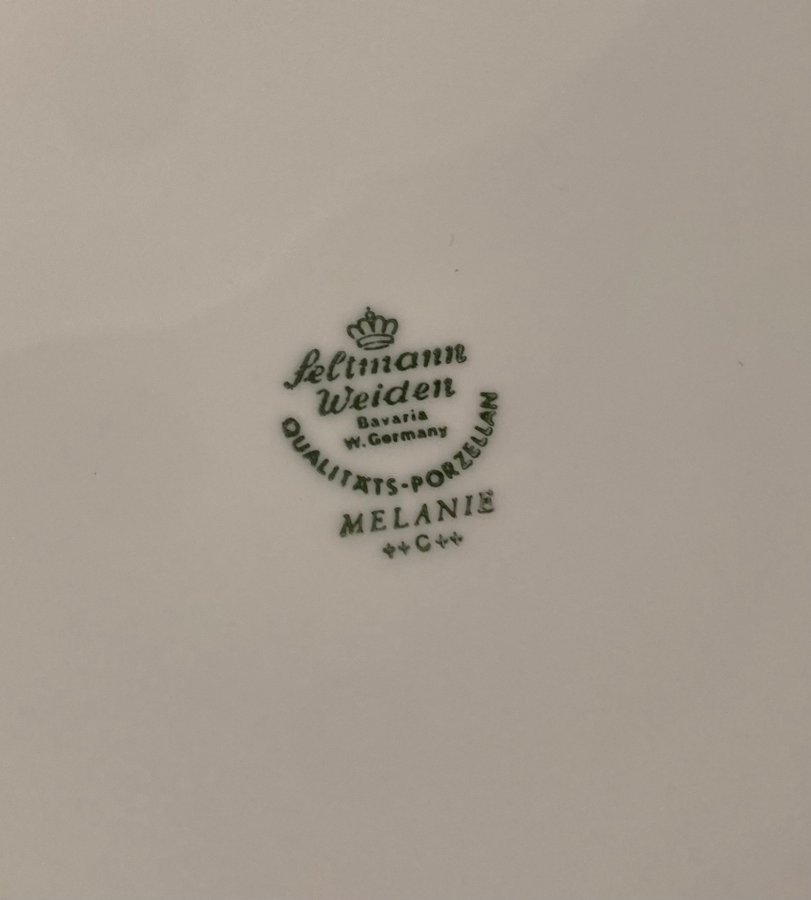 Seltmann
Weiden
Bavaria
W. Germany
QUALITÄTS-PORZELLAN
MELANIE
C